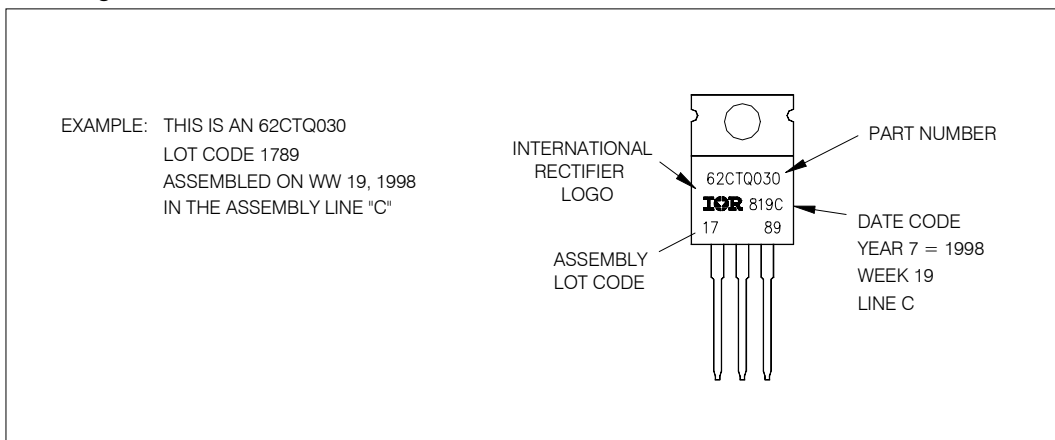 EXAMPLE: THIS IS AN 62CTQ030
LOT CODE 1789
ASSEMBLED ON WW 19, 1998
IN THE ASSEMBLY LINE "C"
INTERNATIONAL
RECTIFIER
LOGO
ASSEMBLY
LOT CODE
62CTQ030
IOR 819C
17 89
PART NUMBER
DATE CODE
YEAR 7 = 1998
WEEK 19
LINE C